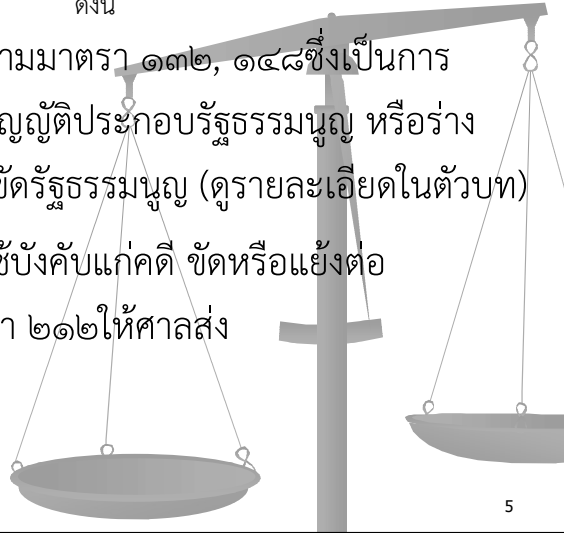 ดังนี้
ามมาตรา ๑๓๒, ๑๔๘ซึ่งเป็นการ
ญญัติประกอบรัฐธรรมนูญ หรือร่าง
ขัดรัฐธรรมนูญ (ดูรายละเอียดในตัวบท)
ช้บังคับแก่คดี ขัดหรือแย้งต่อ
า ๒๑๒ให้ศาลส่ง
5